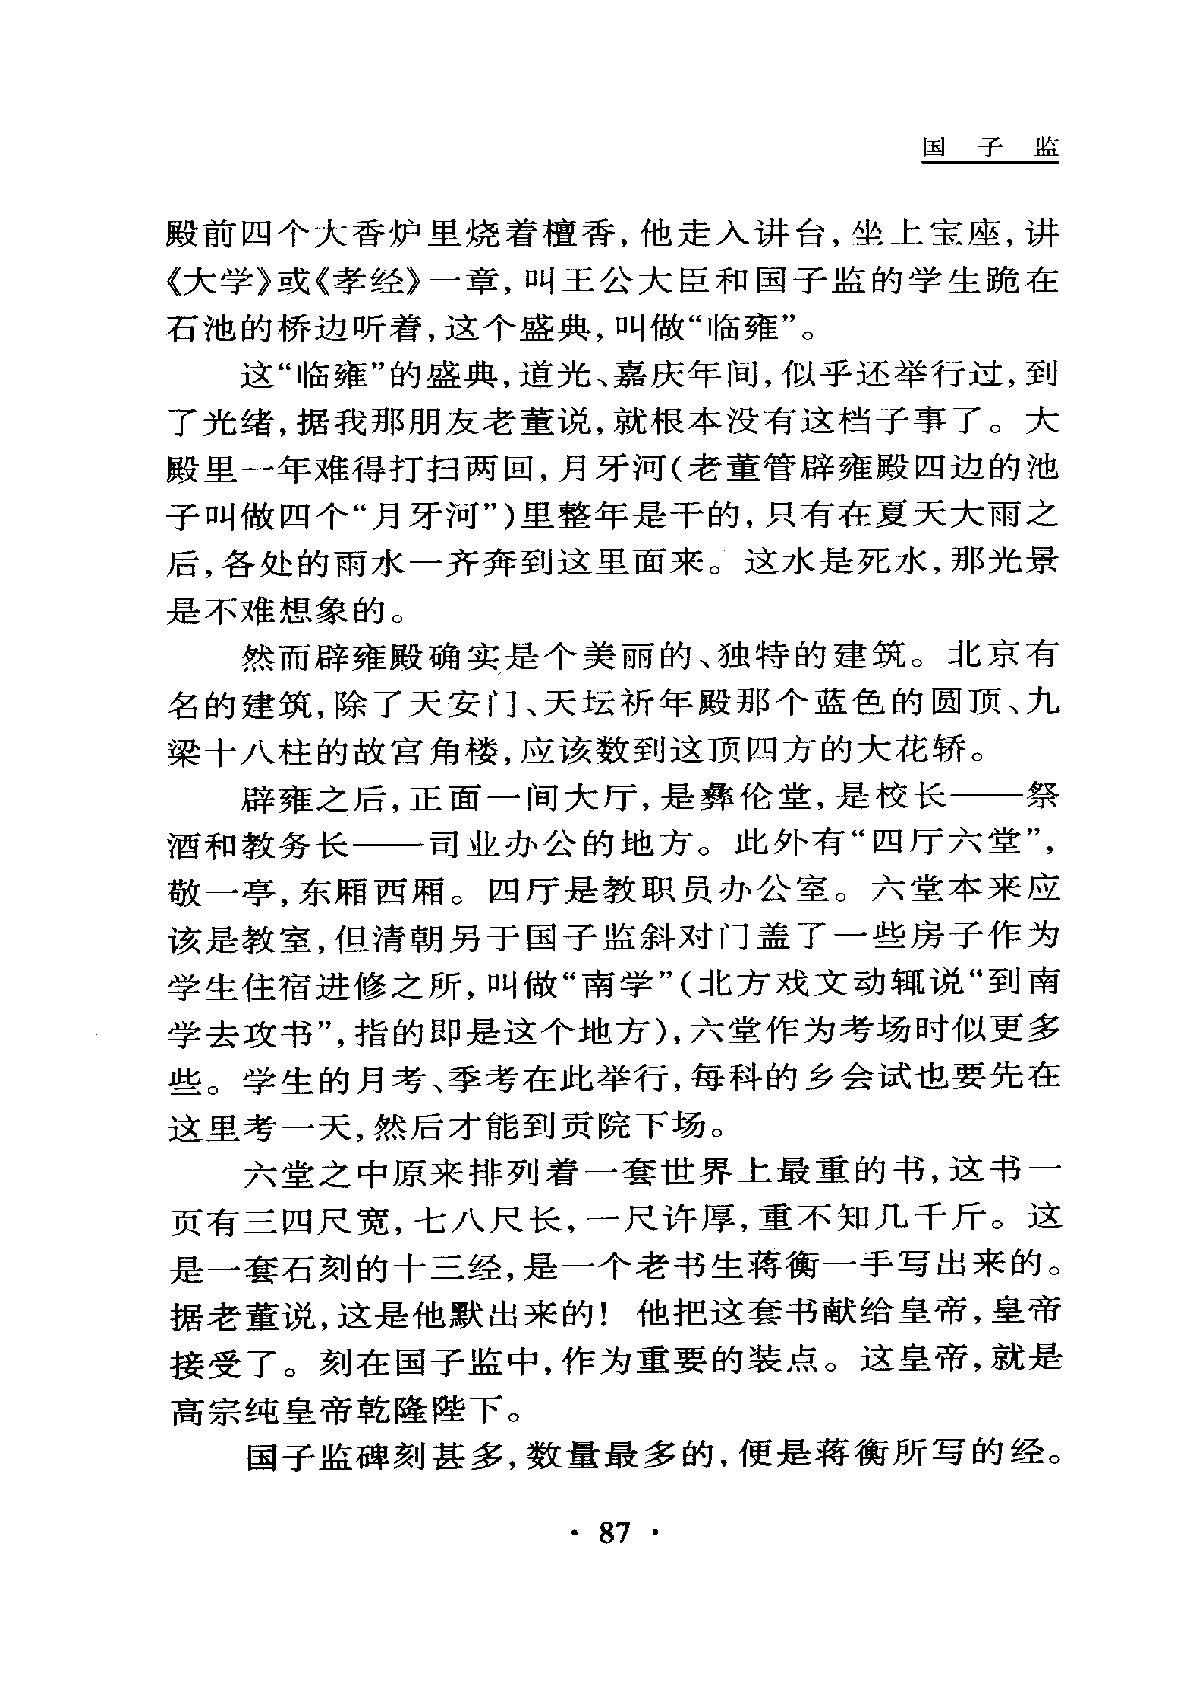 国子监
殿前四个大香炉里烧着檀香，他走入讲台，坐上宝座，讲
《大学》或《孝经》一章，叫王公大臣和国子监的学生跪在
石池的桥边听着，这个盛典，叫做“临雍”。
这“临雍”的盛典，道光、嘉庆年间，似乎还举行过，到
了光绪，据我那朋友老董说，就根本没有这档子事了。大
殿里一年难得打扫两回，月牙河（老董管辟雍殿四边的池
子叫做四个“月牙河”）里整年是干的，只有在夏天大雨之
后，各处的雨水一齐奔到这里面来。这水是死水，那光景
是不难想象的。
然而辟雍殿确实是个美丽的、独特的建筑。北京有
名的建筑，除了天安门、天坛祈年殿那个蓝色的圆顶、九
梁十八柱的故宫角楼，应该数到这顶四方的大花轿。
辟雍之后，正面一间大厅，是彝伦堂，是校长——祭
酒和教务长——司业办公的地方。此外有“四厅六堂”，
敬一亭，东厢西厢。四厅是教职员办公室。六堂本来应
该是教室，但清朝另于国子监斜对门盖了一些房子作为
学生住宿进修之所，叫做“南学”（北方戏文动辄说“到南
学去攻书”，指的即是这个地方），六堂作为考场时似更多
些。学生的月考、季考在此举行，每科的乡会试也要先在
这里考一天，然后才能到贡院下场。
六堂之中原来排列着一套世界上最重的书，这书一
页有三四尺宽，七八尺长，一尺许厚，重不知几千斤。这
是一套石刻的十三经，是一个老书生蒋衡一手写出来的。
据老董说，这是他默出来的！他把这套书献给皇帝，皇帝
接受了。刻在国子监中，作为重要的装点。这皇帝，就是
高宗纯皇帝乾隆陛下。
国子监碑刻甚多，数量最多的，便是蒋衡所写的经。
· 87 ·